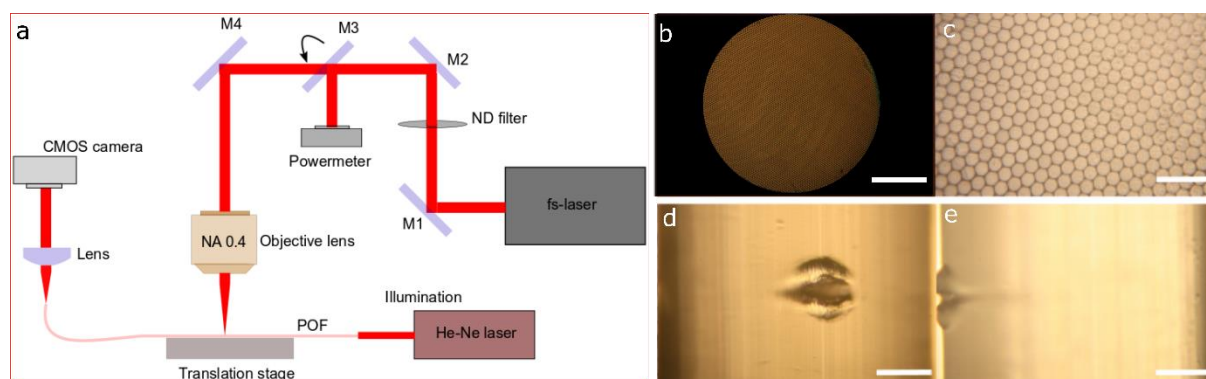 a
M4
M3
M2
ND filter
CMOS camera
Powermeter
fs-laser
M1
NA 0.4
Objective lens
Lens
Illumination
POF
He-Ne laser
Translation stage
b
c
d
e